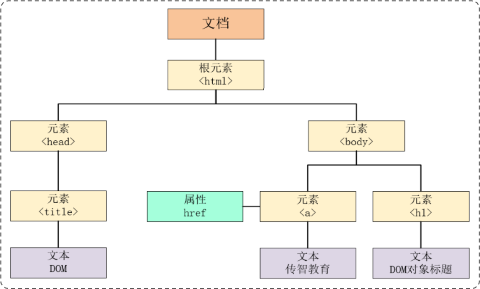 文档
根元素
<html>
元素
<head>
元素
<body>
元素
<title>
属性
href
元素
<a>
元素
<h1>
文本
DOM
文本
传智教育
文本
DOM对象标题